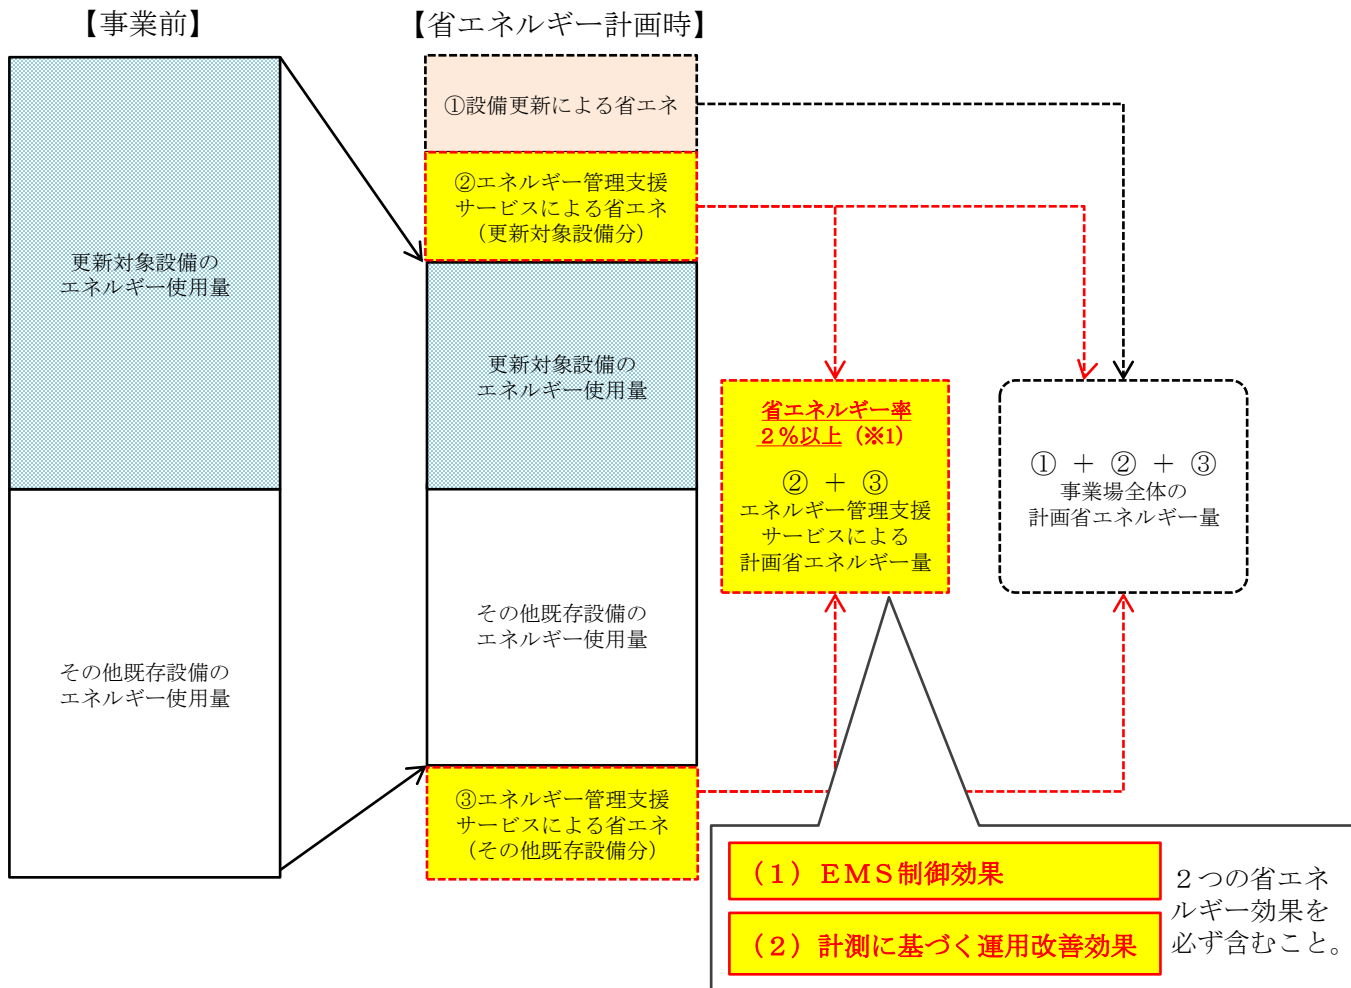 【事業前】
【省エネルギー計画時】
更新対象設備の
エネルギー使用量
その他既存設備の
エネルギー使用量
①設備更新による省エネ
②エネルギー管理支援
サービスによる省エネ
（更新対象設備分）
更新対象設備の
エネルギー使用量
その他既存設備の
エネルギー使用量
③エネルギー管理支援
サービスによる省エネ
（その他既存設備分）
省エネルギー率
２％以上（※1）
② ＋ ③
エネルギー管理支援
サービスによる
計画省エネルギー量
① ＋ ② ＋ ③
事業場全体の
計画省エネルギー量
（１）ＥＭＳ制御効果
（２）計測に基づく運用改善効果
２つの省エネ
ルギー効果を
必ず含むこと。